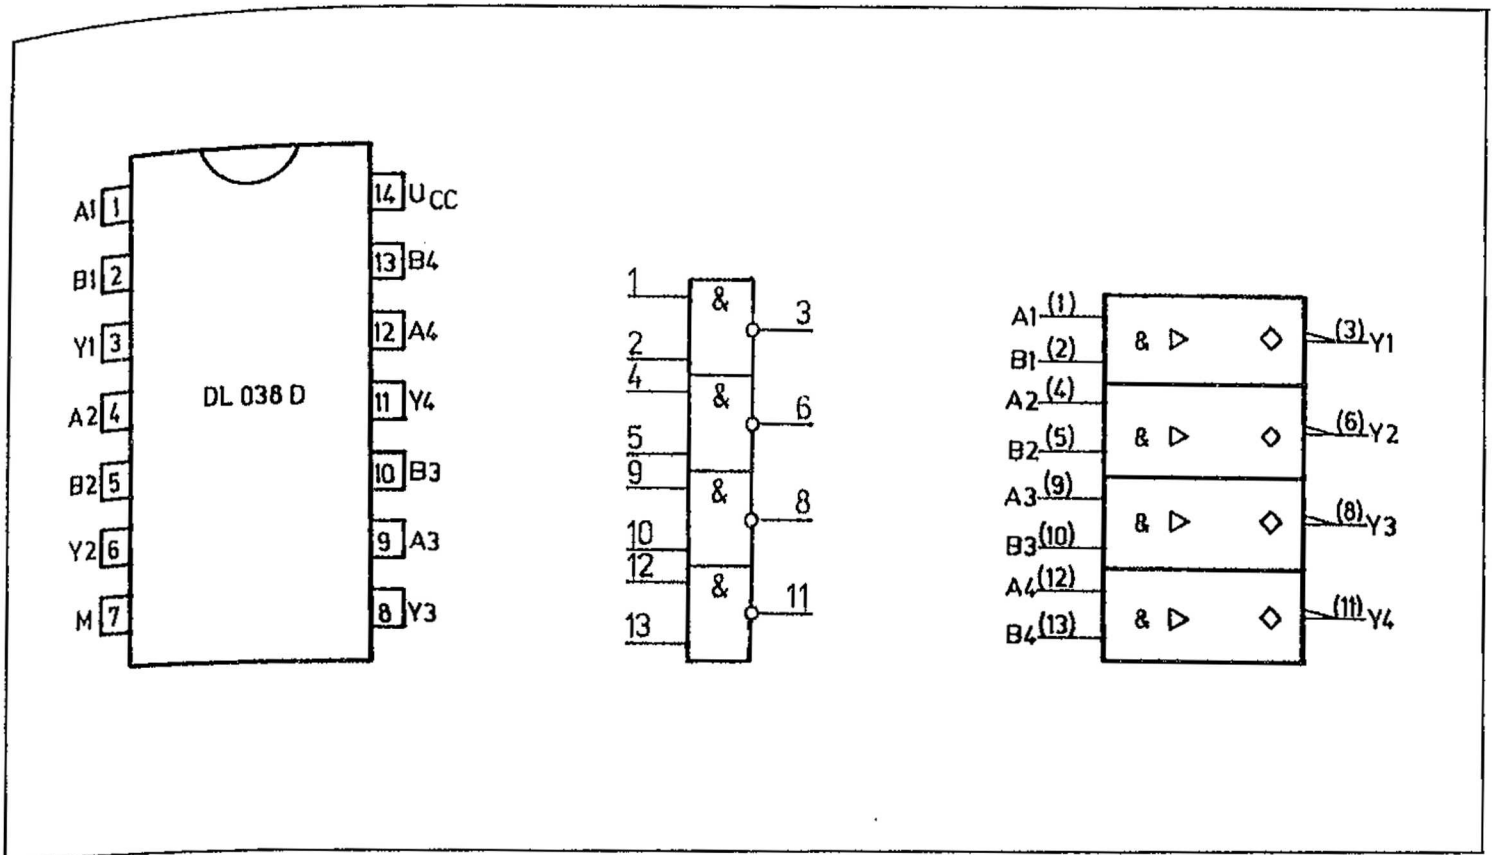 A1 1
B1 2
Y1 3
A2 4
B2 5
Y2 6
M 7
DL 038 D
14 UCC
13 B4
12 A4
11 Y4
10 B3
9 A3
8 Y3
1
&
3
2
4
&
6
5
9
&
8
10
12
&
11
13
A1 (1)
& (3) Y1
B1 (2)
A2 (4)
& (6) Y2
B2 (5)
A3 (9)
& (8) Y3
B3 (10)
A4 (12)
& (11) Y4
B4 (13)